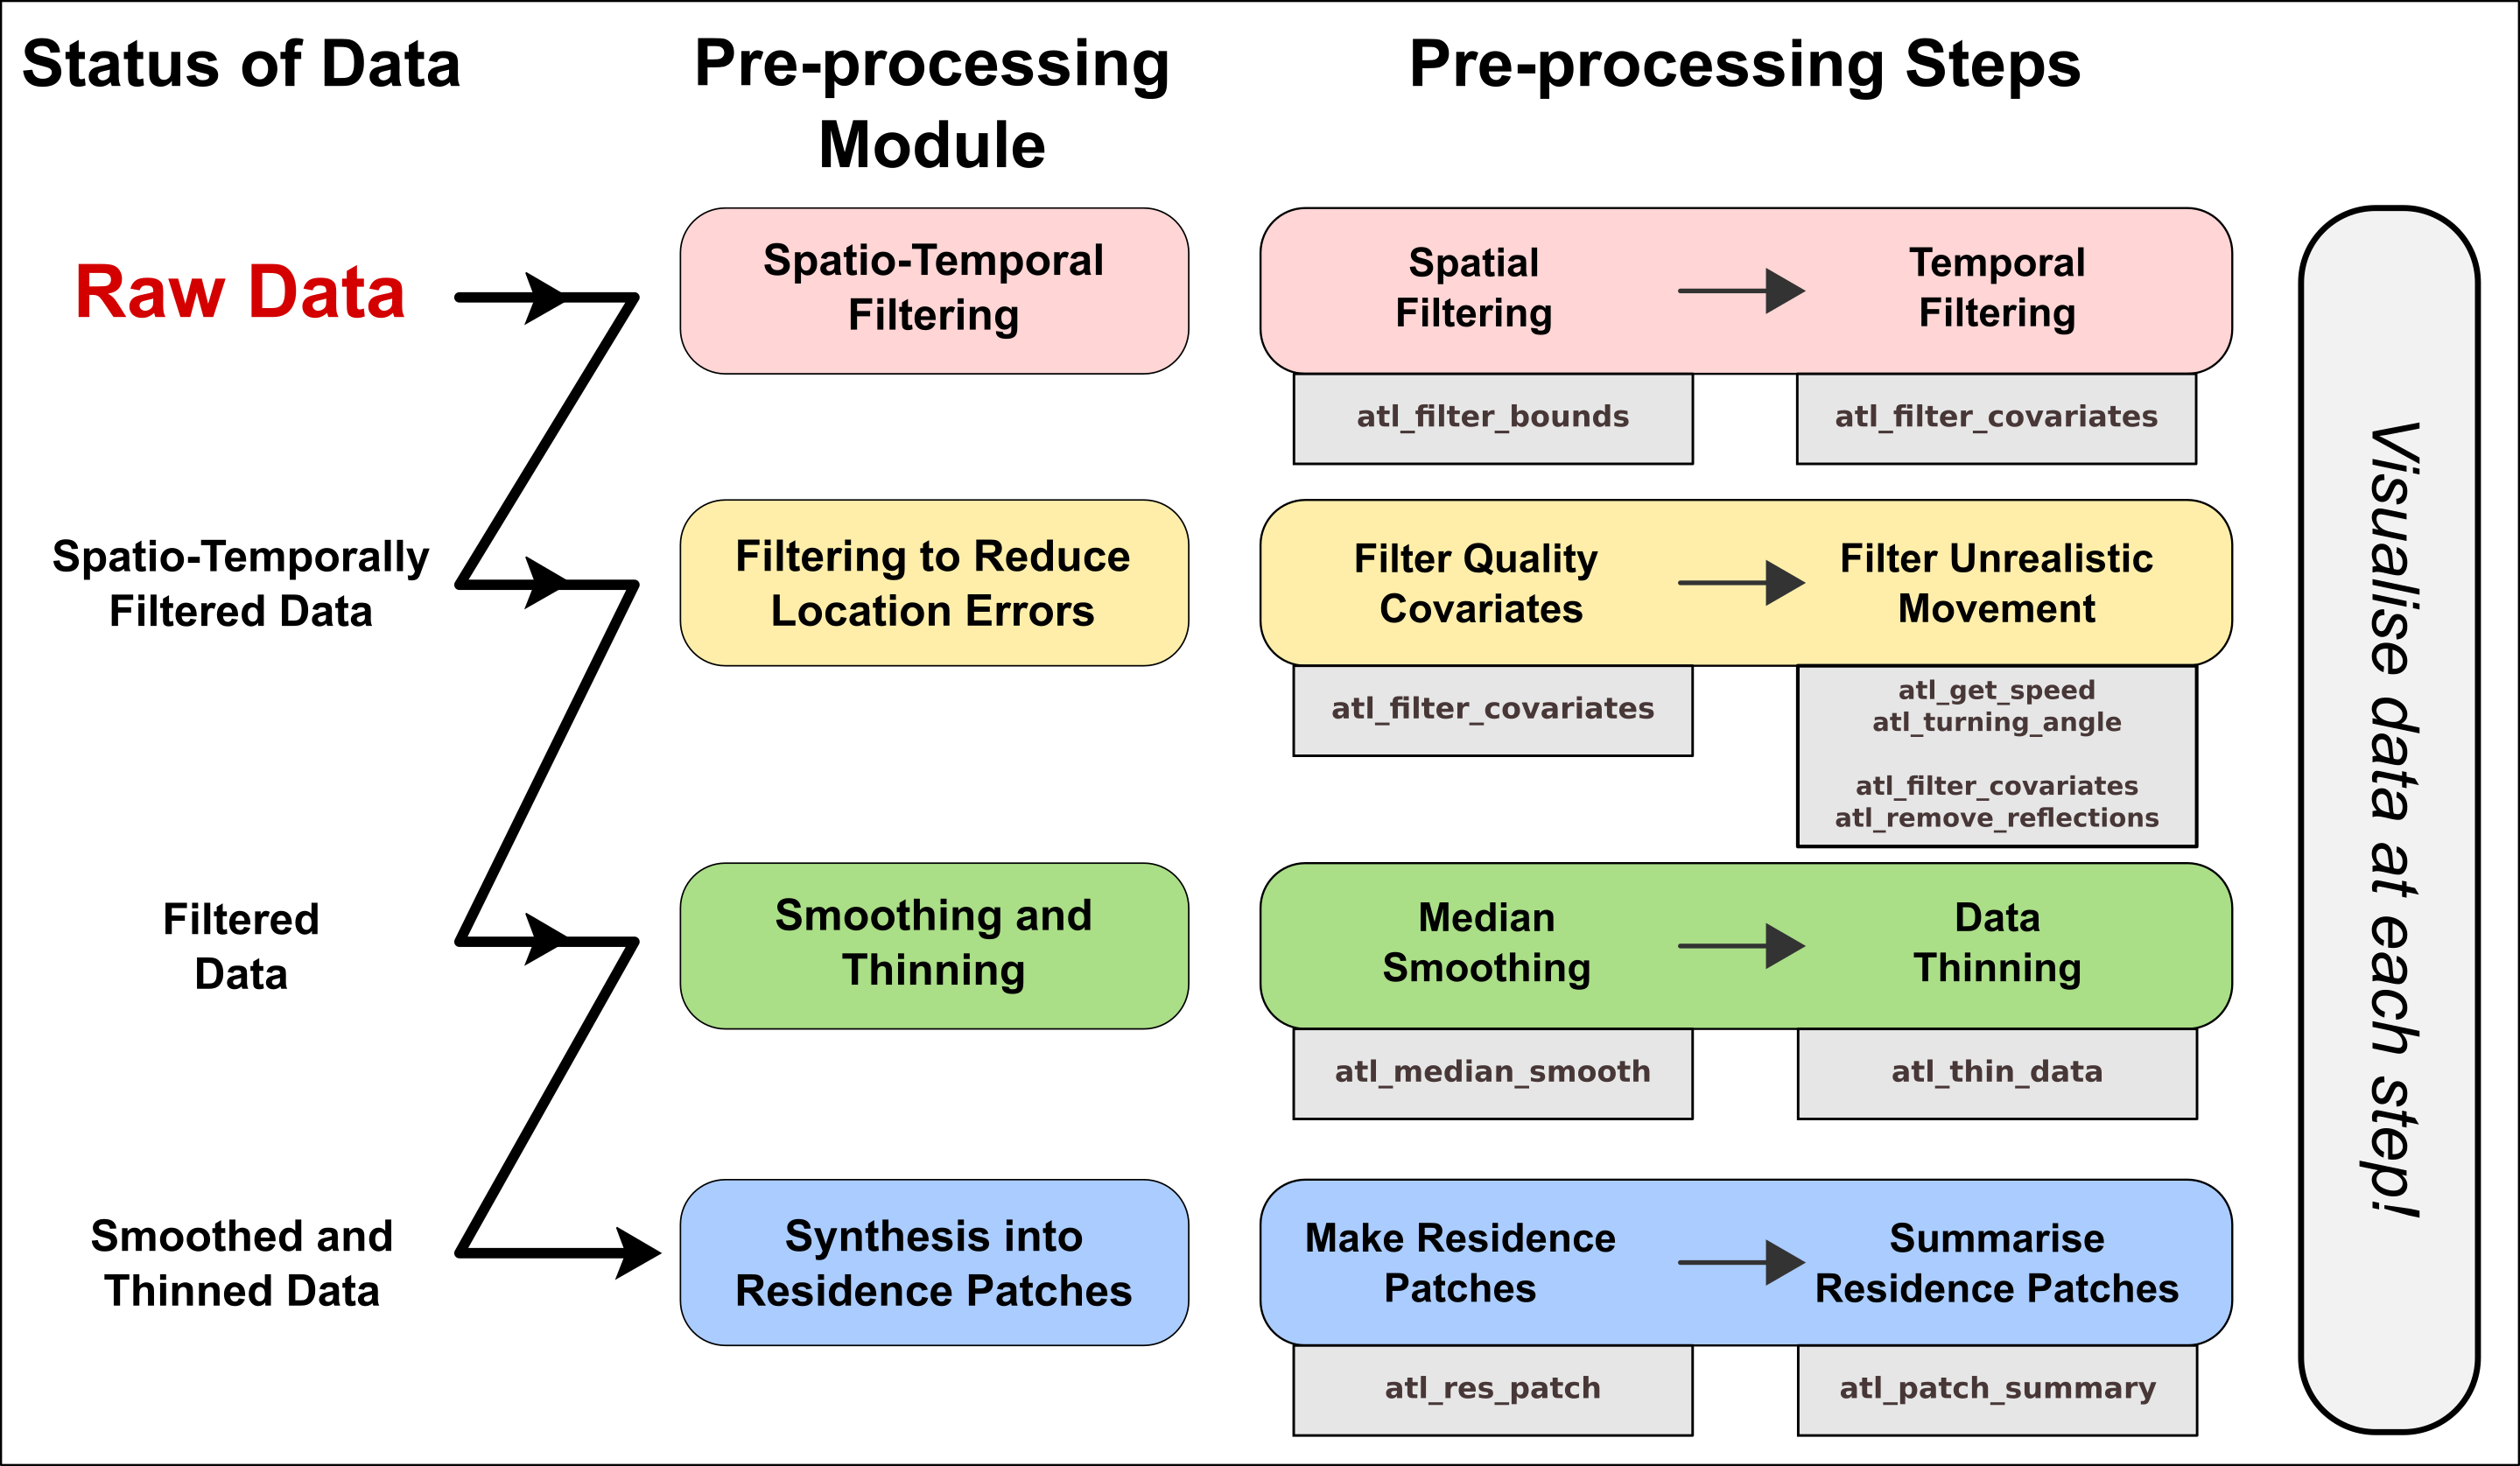 Status of Data
Pre-processing
Module
Pre-processing Steps
Raw Data
Spatio-Temporal
Filtering
Spatial
Filtering
Temporal
Filtering
atl_filter_bounds
atl_filter_covariates
Spatio-Temporally
Filtered Data
Filtering to Reduce
Location Errors
Filter Quality
Covariates
Filter Unrealistic
Movement
atl_filter_covariates
atl_get_speed
atl_turning_angle
atl_filter_covariates
atl_remove_reflections
Filtered
Data
Smoothing and
Thinning
Median
Smoothing
Data
Thinning
atl_median_smooth
atl_thin_data
Smoothed and
Thinned Data
Synthesis into
Residence Patches
Make Residence
Patches
Summarise
Residence Patches
atl_res_patch
atl_patch_summary
Visualise data at each step!